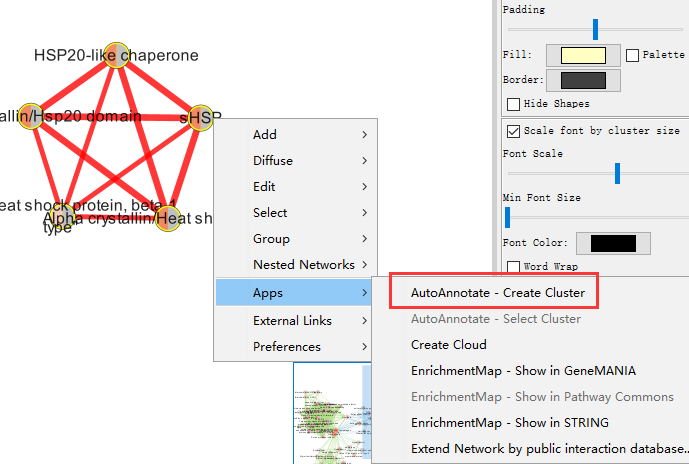 HSP20-like chaperone
allin/Hsp20 domain
sHSP
eat shock protein, beta-1
Alpha crystallin/Heat sh
type
Add
Diffuse
Edit
Select
Group
Nested Networks
Apps
External Links
Preferences
AutoAnnotate - Create Cluster
AutoAnnotate - Select Cluster
Create Cloud
EnrichmentMap - Show in GeneMANIA
EnrichmentMap - Show in Pathway Commons
EnrichmentMap - Show in STRING
Extend Network by public interaction database...
Padding
Fill:
Palette
Border:
Hide Shapes
Scale font by cluster size
Font Scale
Min Font Size
Font Color:
Word Wrap